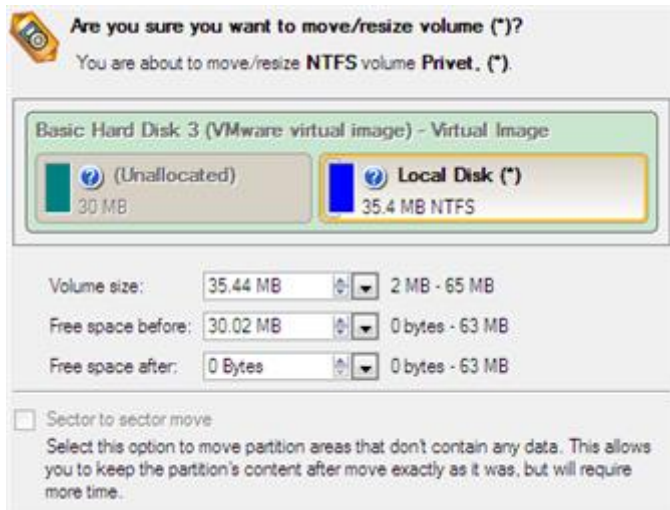 Are you sure you want to move/resize volume (*)?
You are about to move/resize NTFS volume Privet, (*).
Basic Hard Disk 3 (VMware virtual image) - Virtual Image
(Unallocated)
30 MB
Local Disk (*)
35.4 MB NTFS
Volume size: 35.44 MB 2 MB - 65 MB
Free space before: 30.02 MB 0 bytes - 63 MB
Free space after: 0 Bytes 0 bytes - 63 MB
Sector to sector move
Select this option to move partition areas that don't contain any data. This allows
you to keep the partition's content after move exactly as it was, but will require
more time.